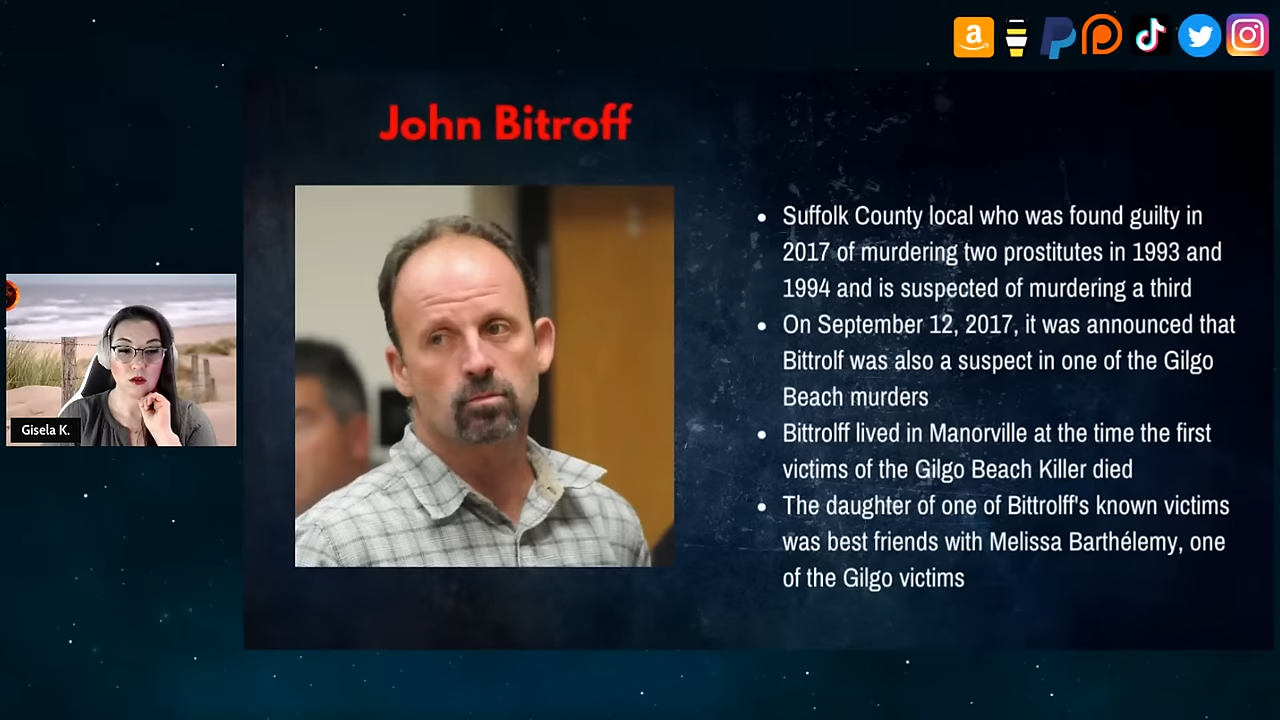 John Bitroff
Suffolk County local who was found guilty in
2017 of murdering two prostitutes in 1993 and
1994 and is suspected of murdering a third
On September 12, 2017, it was announced that
Bittrolf was also a suspect in one of the Gilgo
Beach murders
Bittrolff lived in Manorville at the time the first
victims of the Gilgo Beach Killer died
The daughter of one of Bittrolff's known victims
was best friends with Melissa Barthélemy, one
of the Gilgo victims
Gisela K.